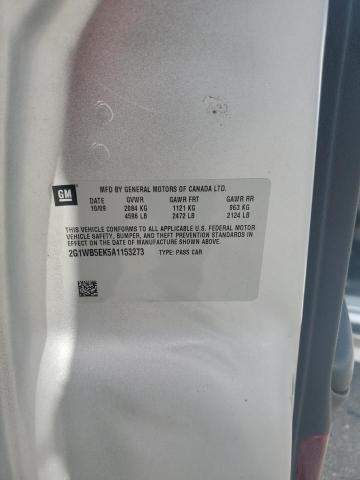 GM
MFD BY GENERAL MOTORS OF CANADA LTD.
DATE GVWR GAWR FRT GAWR RR
10/09 2084 KG 1121 KG 963 KG
4596 LB 2472 LB 2124 LB
THIS VEHICLE CONFORMS TO ALL APPLICABLE U.S. FEDERAL MOTOR
VEHICLE SAFETY, BUMPER, AND THEFT PREVENTION STANDARDS
IN EFFECT ON THE DATE OF MANUFACTURE SHOWN ABOVE.
2G1WB5EK5A1153273 TYPE: PASS CAR